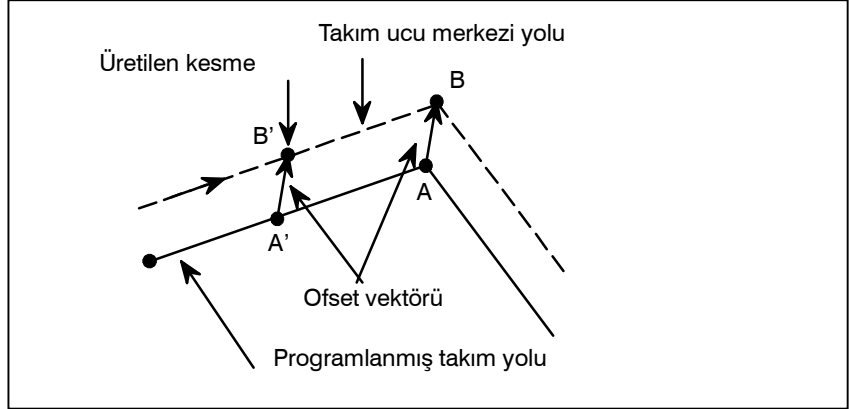 Takım ucu merkezi yolu
Üretilen kesme
B
B’
A
A’
Ofset vektörü
Programlanmış takım yolu